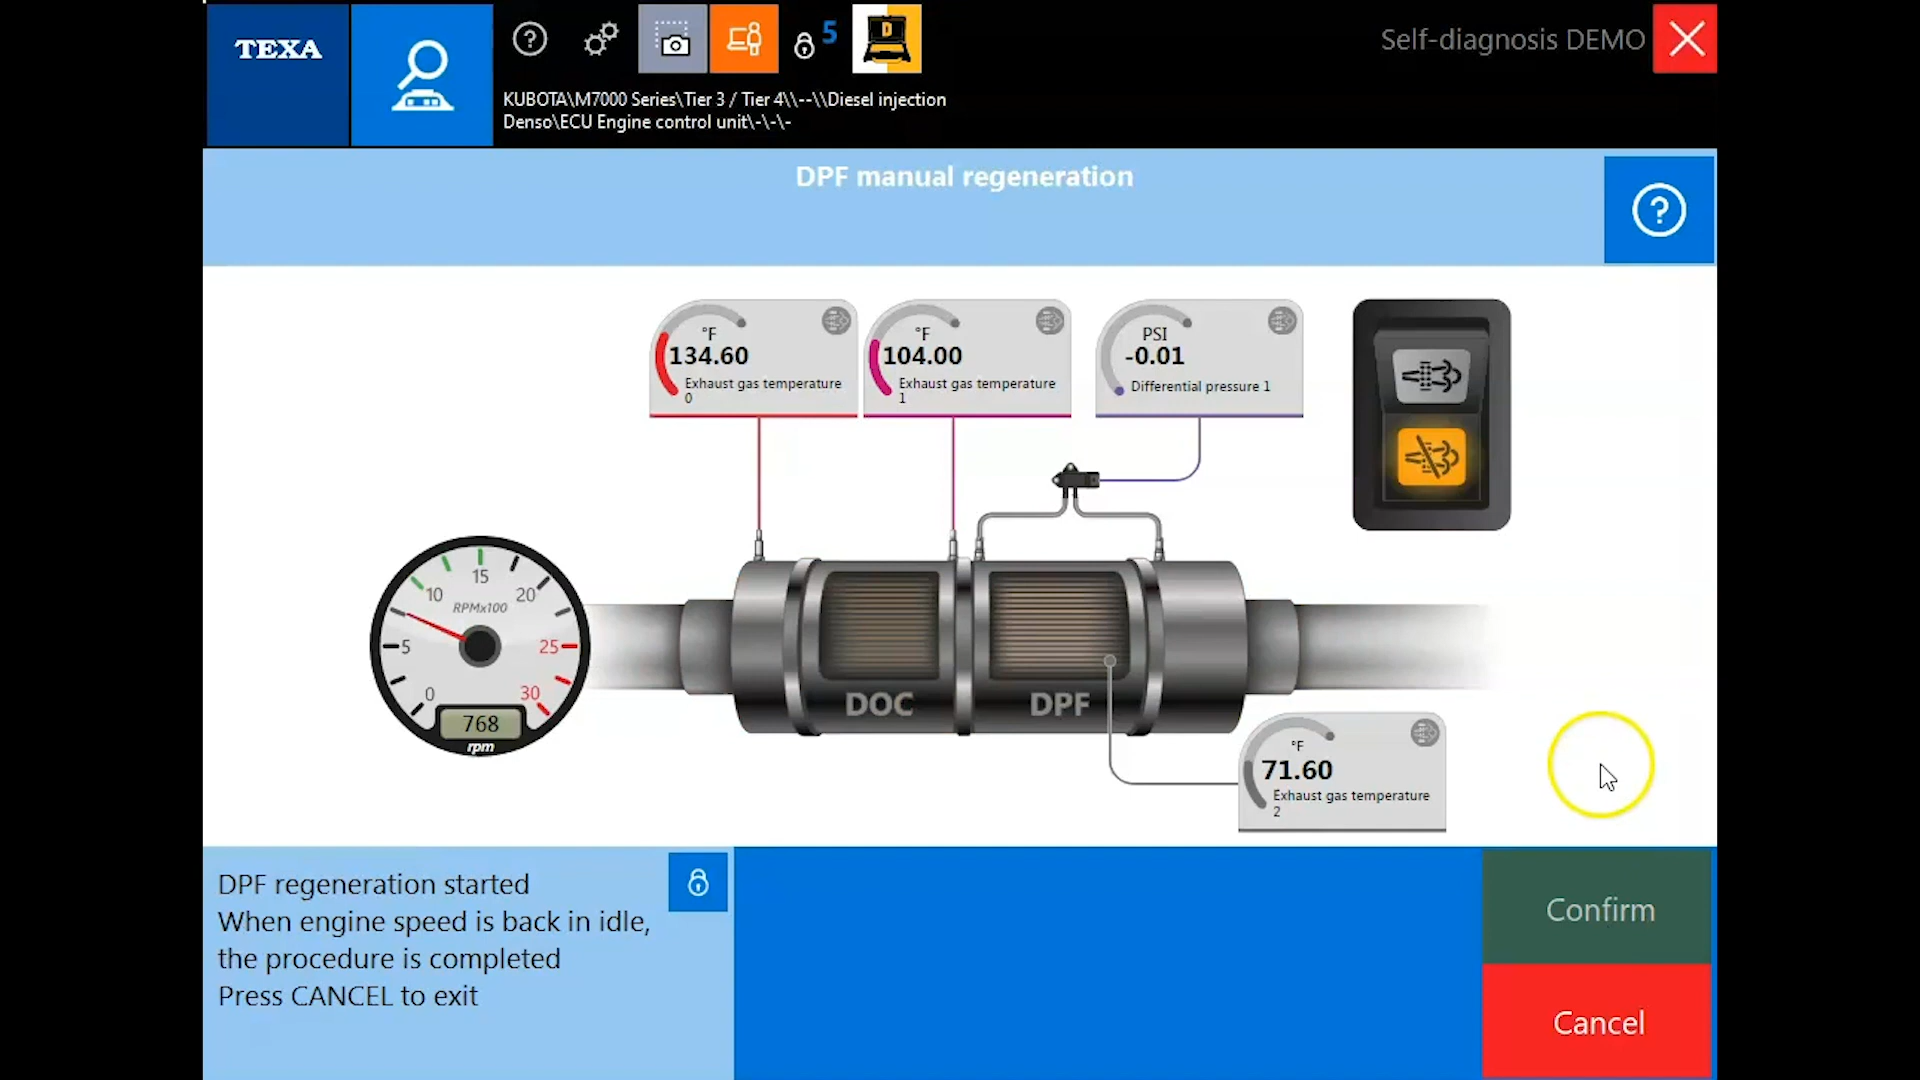 TEXA
5
D
Self-diagnosis DEMO
KUBOTA\M7000 Series\Tier 3 / Tier 4\\--\\Diesel injection
Denso\ECU Engine control unit\-\-\-
DPF manual regeneration
?
?
°F
134.60
Exhaust gas temperature
0
°F
104.00
Exhaust gas temperature
1
PSI
-0.01
Differential pressure 1
0
5
10
15
20
25
30
RPMx100
768
rpm
DOC
DPF
°F
71.60
Exhaust gas temperature
2
DPF regeneration started
When engine speed is back in idle,
the procedure is completed
Press CANCEL to exit
Confirm
Cancel